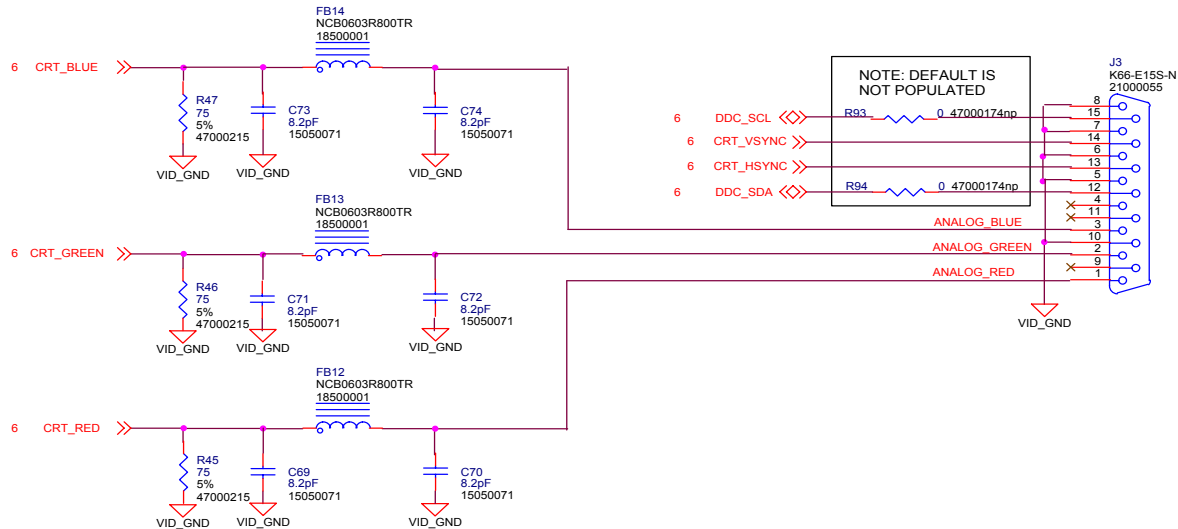 FB14
NCB0603R800TR
18500001
6 CRT_BLUE
R47
75
5%
47000215
C73
8.2pF
15050071
C74
8.2pF
15050071
VID_GND
VID_GND
VID_GND
FB13
NCB0603R800TR
18500001
6 CRT_GREEN
R46
75
5%
47000215
C71
8.2pF
15050071
C72
8.2pF
15050071
VID_GND
VID_GND
VID_GND
FB12
NCB0603R800TR
18500001
6 CRT_RED
R45
75
5%
47000215
C69
8.2pF
15050071
C70
8.2pF
15050071
VID_GND
VID_GND
VID_GND
NOTE: DEFAULT IS
NOT POPULATED
6 DDC_SCL
R93 0 47000174np
6 CRT_VSYNC
6 CRT_HSYNC
6 DDC_SDA
R94 0 47000174np
ANALOG_BLUE
ANALOG_GREEN
ANALOG_RED
J3
K66-E15S-N
21000055
8
15
7
14
6
13
5
12
4
11
3
10
2
9
1
VID_GND